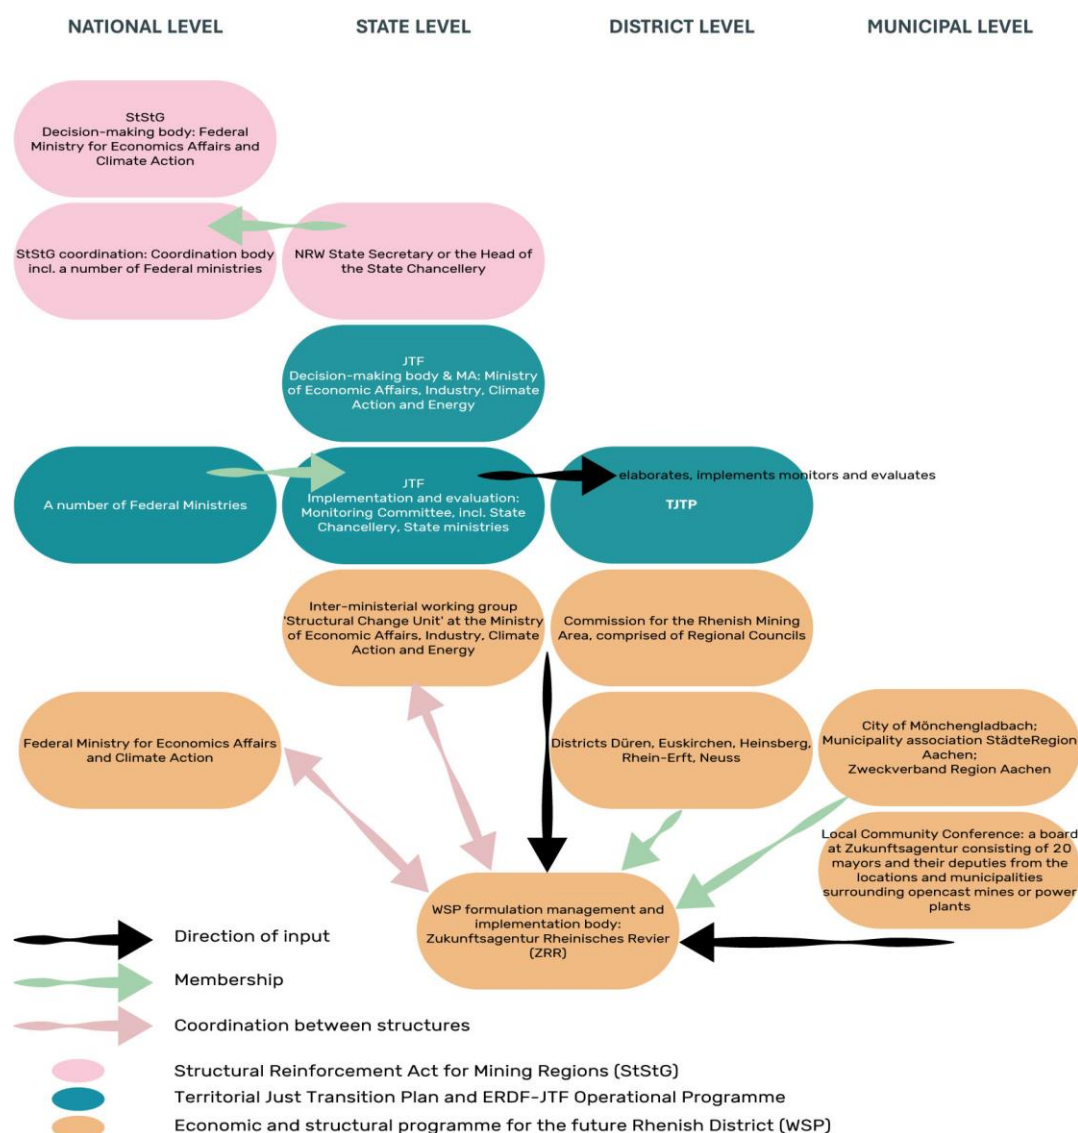 NATIONAL LEVEL
STATE LEVEL
DISTRICT LEVEL
MUNICIPAL LEVEL
StStG
Decision-making body: Federal
Ministry for Economics Affairs and
Climate Action
StStG coordination: Coordination body
incl. a number of Federal ministries
NRW State Secretary or the Head of
the State Chancellery
JTF
Decision-making body & MA: Ministry
of Economic Affairs, Industry, Climate
Action and Energy
A number of Federal Ministries
JTF
Implementation and evaluation:
Monitoring Committee, incl. State
Chancellery, State ministries
elaborates, implements monitors and evaluates
TJTP
Inter-ministerial working group
'Structural Change Unit' at the Ministry
of Economic Affairs, Industry, Climate
Action and Energy
Commission for the Rhenish Mining
Area, comprised of Regional Councils
Federal Ministry for Economics Affairs
and Climate Action
Districts Düren, Euskirchen, Heinsberg,
Rhein-Erft, Neuss
City of Mönchengladbach;
Municipality association StädteRegion
Aachen;
Zweckverband Region Aachen
Local Community Conference: a board
at Zukunftsagentur consisting of 20
mayors and their deputies from the
locations and municipalities
surrounding opencast mines or power
plants
WSP formulation management and
implementation body:
Zukunftsagentur Rheinisches Revier
(ZRR)
Direction of input
Membership
Coordination between structures
Structural Reinforcement Act for Mining Regions (StStG)
Territorial Just Transition Plan and ERDF-JTF Operational Programme
Economic and structural programme for the future Rhenish District (WSP)